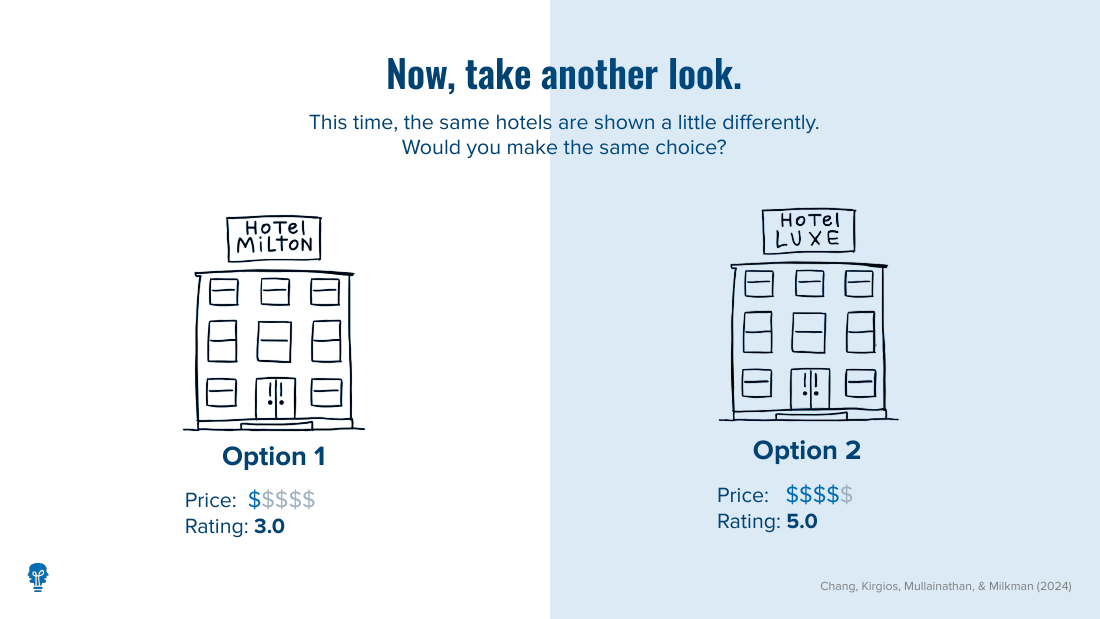 Now, take another look.
This time, the same hotels are shown a little differently.
Would you make the same choice?
HOTel
MiLTON
Option 1
Price: $$$$$
Rating: 3.0
HOTel
LUXE
Option 2
Price: $$$$$
Rating: 5.0
Chang, Kirgios, Mullainathan, & Milkman (2024)